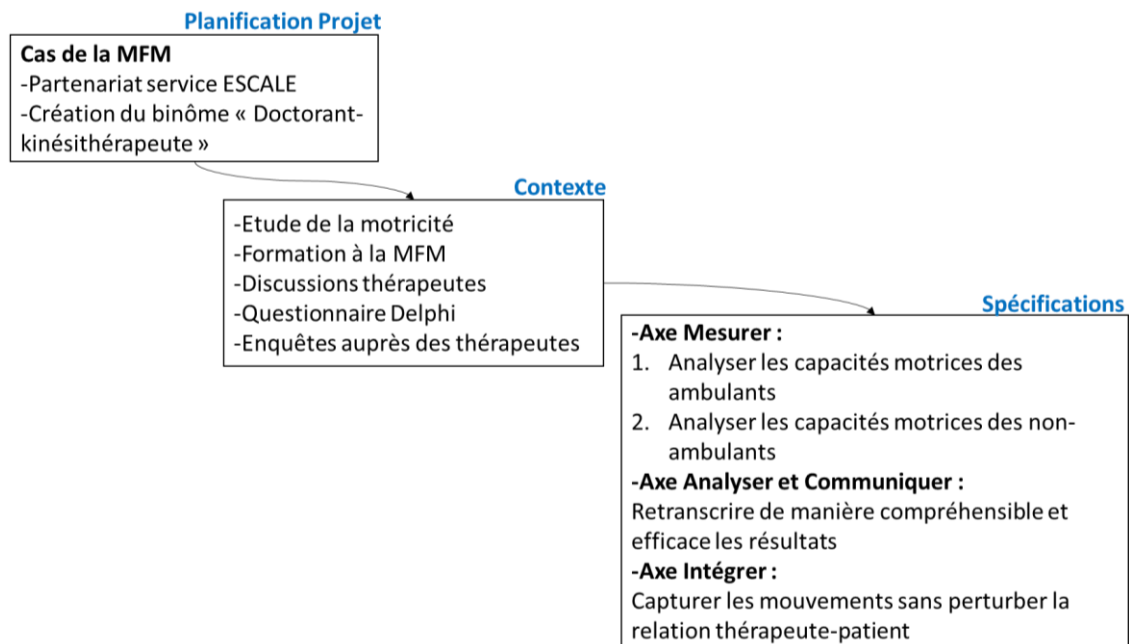 Planification Projet
Cas de la MFM
-Partenariat service ESCALE
-Création du binôme « Doctorant-
kinésithérapeute »
Contexte
-Etude de la motricité
-Formation à la MFM
-Discussions thérapeutes
-Questionnaire Delphi
-Enquêtes auprès des thérapeutes
Spécifications
-Axe Mesurer :
1. Analyser les capacités motrices des
ambulants
2. Analyser les capacités motrices des non-
ambulants
-Axe Analyser et Communiquer :
Retranscrire de manière compréhensible et
efficace les résultats
-Axe Intégrer :
Capturer les mouvements sans perturber la
relation thérapeute-patient